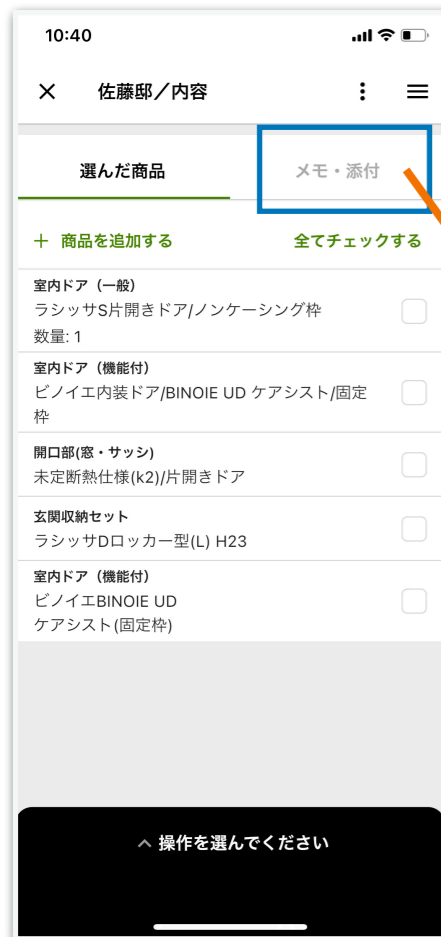 10:40
佐藤邸／内容
選んだ商品
メモ・添付
＋ 商品を追加する
全てチェックする
室内ドア（一般）
ラシッサS片開きドア/ノンケーシング枠
数量: 1
室内ドア（機能付）
ビノイエ内装ドア/BINOIE UD ケアシスト/固定
枠
開口部(窓・サッシ)
未定断熱仕様(k2)/片開きドア
玄関収納セット
ラシッサDロッカー型(L) H23
室内ドア（機能付）
ビノイエBINOIE UD
ケアシスト(固定枠)
操作を選んでください